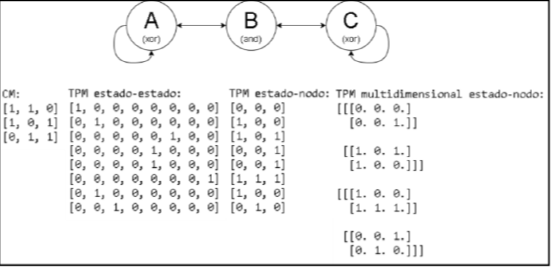 A B C
(xor) (and) (xor)
CM: TPM estado-estado: TPM estado-nodo: TPM multidimensional estado-nodo:
[1, 1, 0] [1, 0, 0, 0, 0, 0, 0, 0] [0, 0, 0] [[[0. 0. 0.]
[1, 0, 1] [0, 1, 0, 0, 0, 0, 0, 0] [1, 0, 0] [0. 0. 1.]]
[0, 1, 1] [0, 0, 0, 0, 0, 1, 0, 0] [1, 0, 1]
[0, 0, 0, 0, 1, 0, 0, 0] [0, 0, 1] [[1. 0. 1.]
[0, 0, 0, 0, 1, 0, 0, 0] [0, 0, 1] [1. 0. 0.]]]
[0, 0, 0, 0, 0, 0, 0, 1] [1, 1, 1]
[0, 1, 0, 0, 0, 0, 0, 0] [1, 0, 0] [[[1. 0. 0.]
[0, 0, 1, 0, 0, 0, 0, 0] [0, 1, 0] [1. 1. 1.]]
[[0. 0. 1.]
[0. 1. 0.]]]